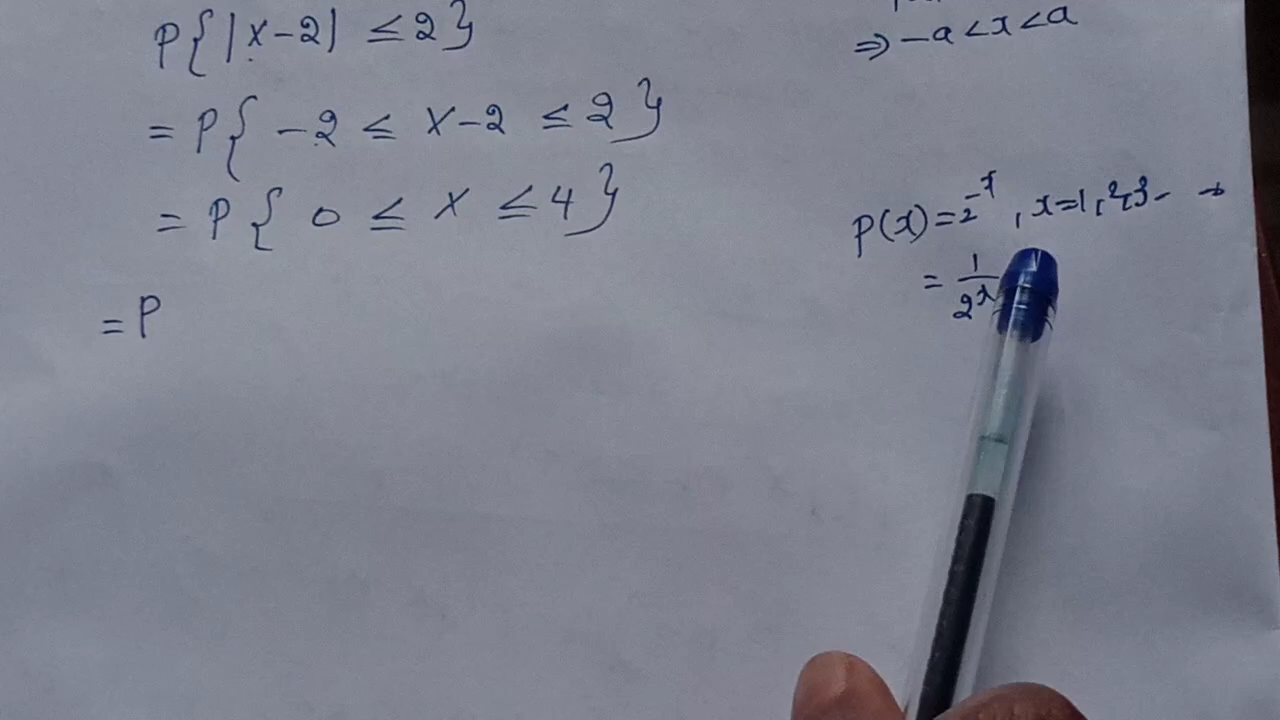 P{|X-2| ≤2}
= P{ -2 ≤ X-2 ≤2}
= P{ 0 ≤ X ≤4}
= P
⇒ -a<x<a
P(x)=2^-x , x=1,2,3- →
= 1/2^x